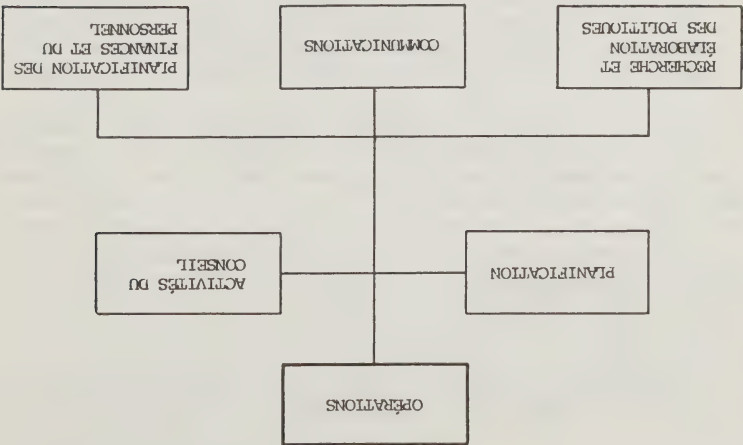 OPÉRATIONS
PLANIFICATION
ACTIVITÉS DU
CONSEIL
RECHERCHE ET
ÉLABORATION
DES POLITIQUES
COMMUNICATIONS
PLANIFICATION DES
FINANCES ET DU
PERSONNEL